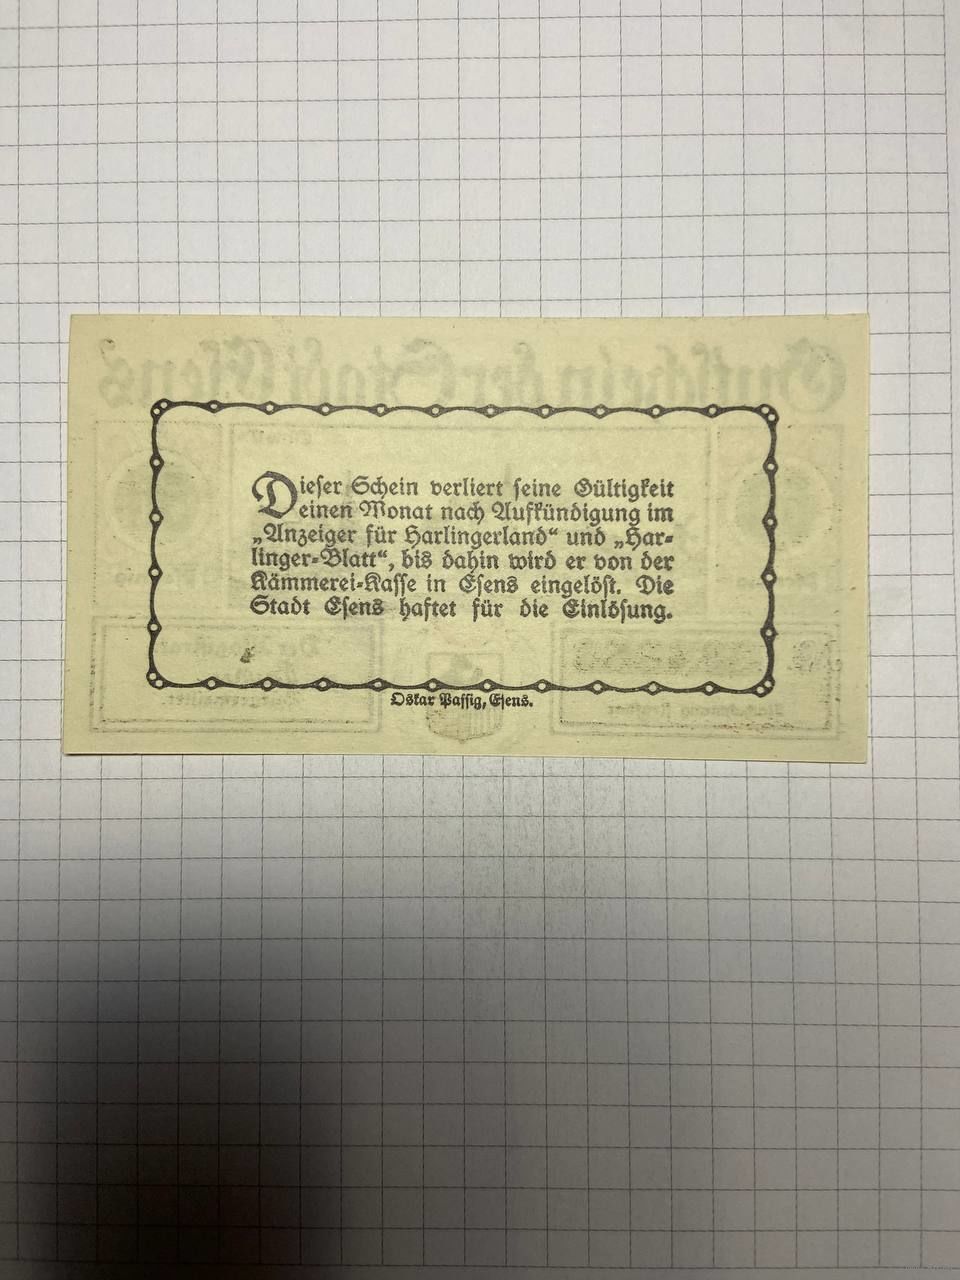 Dieser Schein verliert seine Gültigkeit
einen Monat nach Aufkündigung im
„Anzeiger für Harlingerland“ und „Har-
linger-Blatt“, bis dahin wird er von der
Kämmerei-Kasse in Esens eingelöst. Die
Stadt Esens haftet für die Einlösung.
Oskar Passig, Esens.